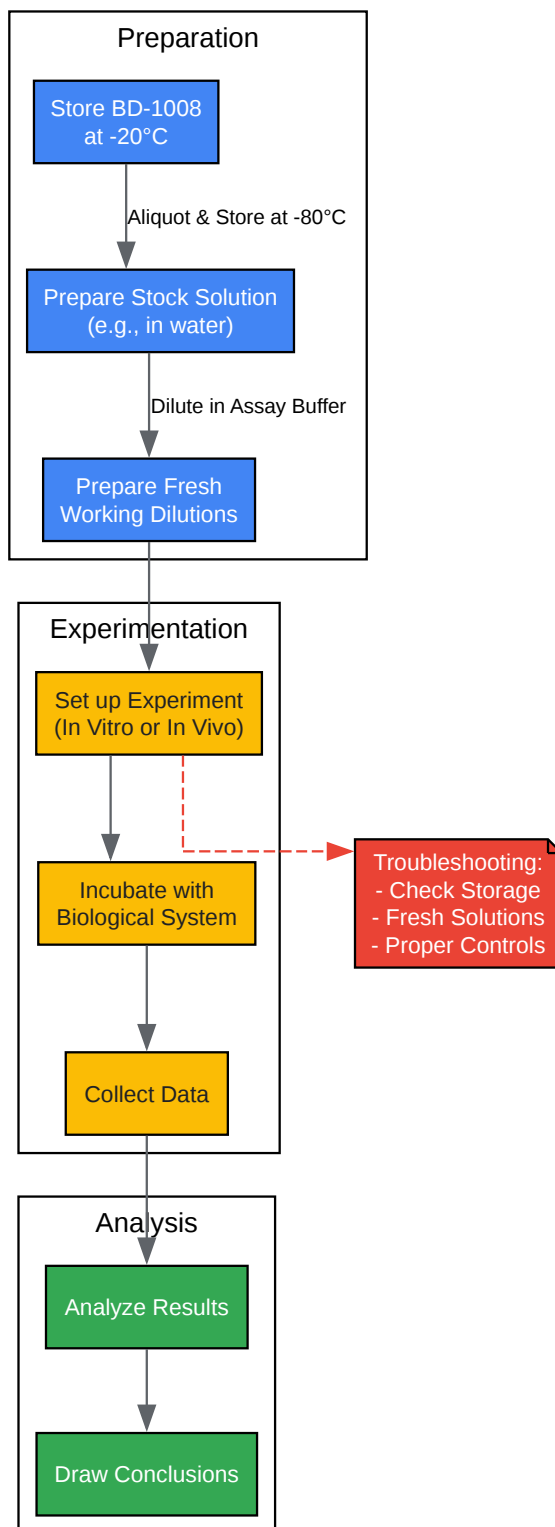 Preparation
Store BD-1008
at -20°C
Aliquot & Store at -80°C
Prepare Stock Solution
(e.g., in water)
Dilute in Assay Buffer
Prepare Fresh
Working Dilutions
Experimentation
Set up Experiment
(In Vitro or In Vivo)
Incubate with
Biological System
Troubleshooting:
- Check Storage
- Fresh Solutions
- Proper Controls
Collect Data
Analysis
Analyze Results
Draw Conclusions